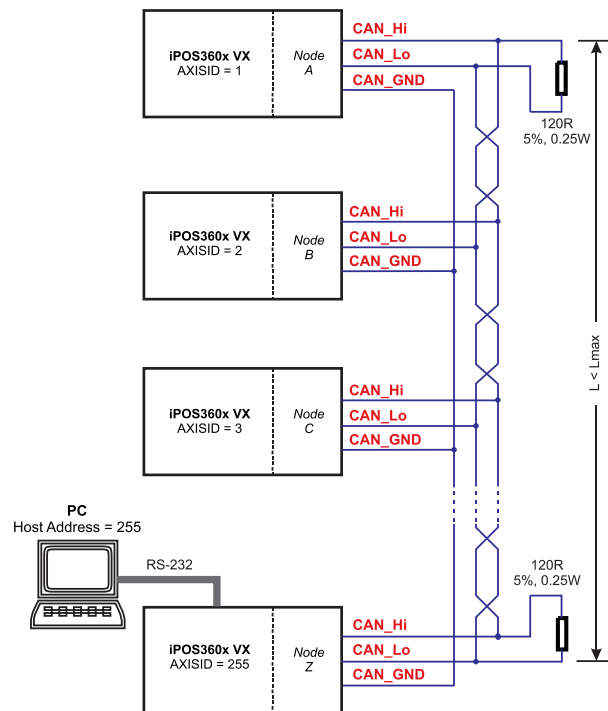 iPOS360x VX
AXISID = 1
Node
A
CAN_Hi
CAN_Lo
CAN_GND
120R
5%, 0.25W
iPOS360x VX
AXISID = 2
Node
B
CAN_Hi
CAN_Lo
CAN_GND
L < Lmax
iPOS360x VX
AXISID = 3
Node
C
CAN_Hi
CAN_Lo
CAN_GND
PC
Host Address = 255
RS-232
120R
5%, 0.25W
iPOS360x VX
AXISID = 255
Node
Z
CAN_Hi
CAN_Lo
CAN_GND